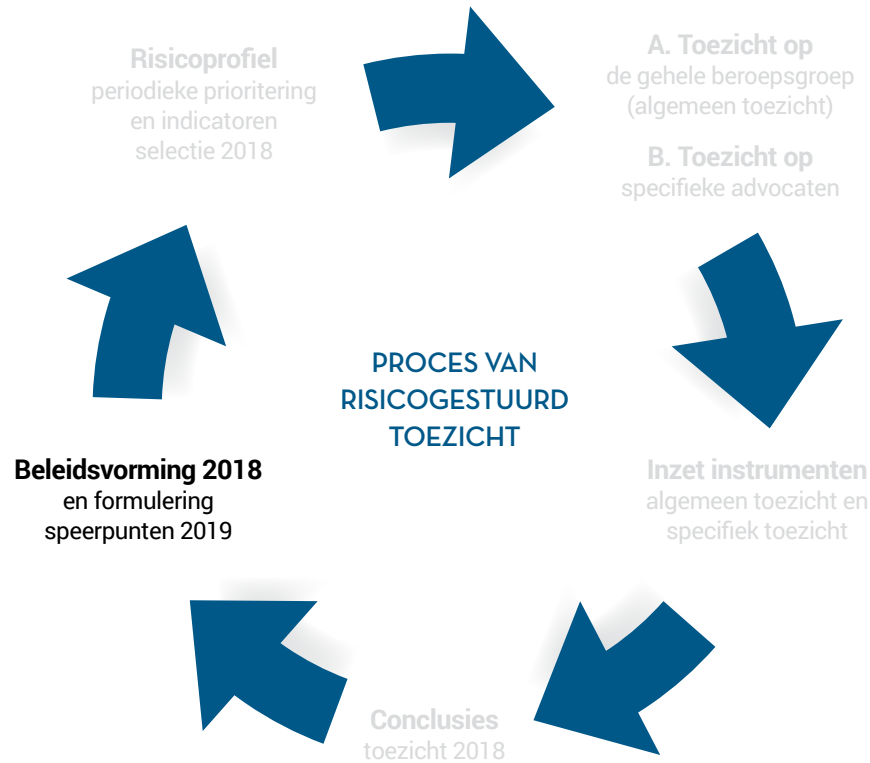 Risicoprofiel
periodieke prioritering
en indicatoren
selectie 2018
A. Toezicht op
de gehele beroepsgroep
(algemeen toezicht)
B. Toezicht op
specifieke advocaten
PROCES VAN
RISICOGESTUURD
TOEZICHT
Beleidsvorming 2018
en formulering
speerpunten 2019
Inzet instrumenten
algemeen toezicht en
specifiek toezicht
Conclusies
toezicht 2018